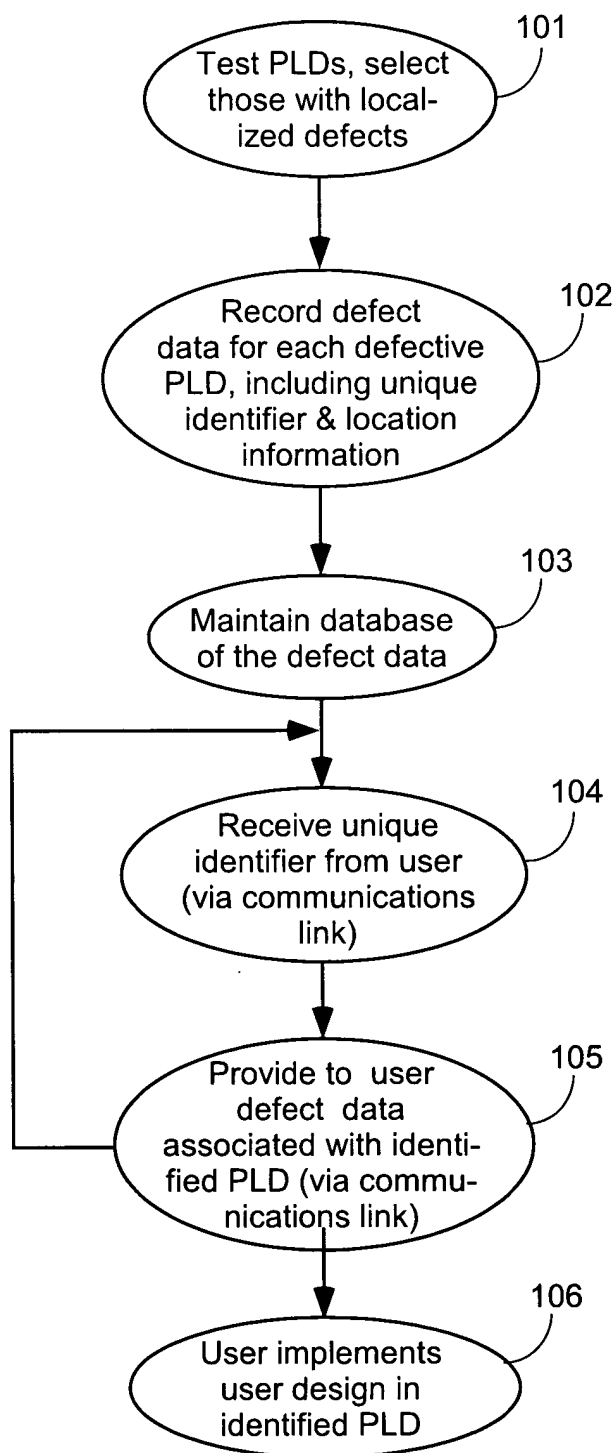 101
Test PLDs, select
those with local-
ized defects
102
Record defect
data for each defective
PLD, including unique
identifier & location
information
103
Maintain database
of the defect data
104
Receive unique
identifier from user
(via communications
link)
105
Provide to user
defect data
associated with identi-
fied PLD (via commu-
nications link)
106
User implements
user design in
identified PLD